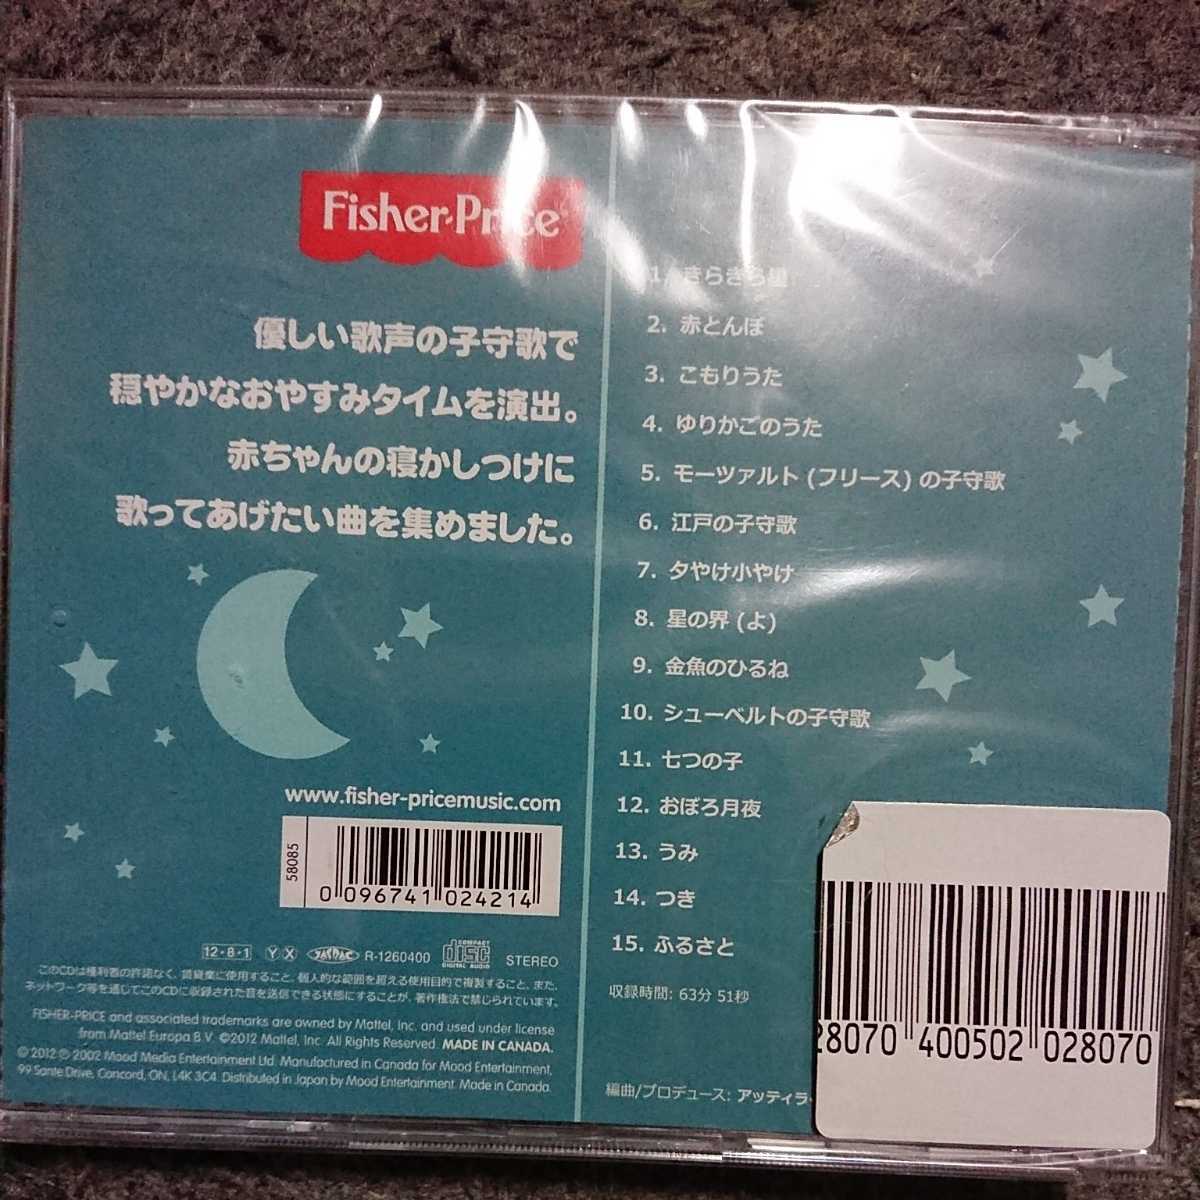 Fisher-Price
優しい歌声の子守歌で
穏やかなおやすみタイムを演出。
赤ちゃんの寝かしつけに
歌ってあげたい曲を集めました。
www.fisher-pricemusic.com
58085
0 096741 024214
12・8・1 Y X JASRAC R-1260400 COMPACT disc DIGITAL AUDIO STEREO
このCDは権利者の許諾なく、賃貸業に使用すること、個人的な範囲を超える使用目的で複製すること、また、
ネットワーク等を通じてこのCDに収録された音を送信できる状態にすることが、著作権法で禁じられています。
FISHER-PRICE and associated trademarks are owned by Mattel, Inc. and used under license
from Mattel Europa B.V. ©2012 Mattel, Inc. All Rights Reserved. MADE IN CANADA.
© 2012 ℗ 2002 Mood Media Entertainment Ltd. Manufactured in Canada for Mood Entertainment,
99 Sante Drive, Concord, ON, L4K 3C4. Distributed in Japan by Mood Entertainment. Made in Canada.
1. きらきら星
2. 赤とんぼ
3. こもりうた
4. ゆりかごのうた
5. モーツァルト (フリース) の子守歌
6. 江戸の子守歌
7. 夕やけ小やけ
8. 星の界 (よ)
9. 金魚のひるね
10. シューベルトの子守歌
11. 七つの子
12. おぼろ月夜
13. うみ
14. つき
15. ふるさと
収録時間: 63分 51秒
編曲/プロデュース: アッティラ
28070 400502 028070